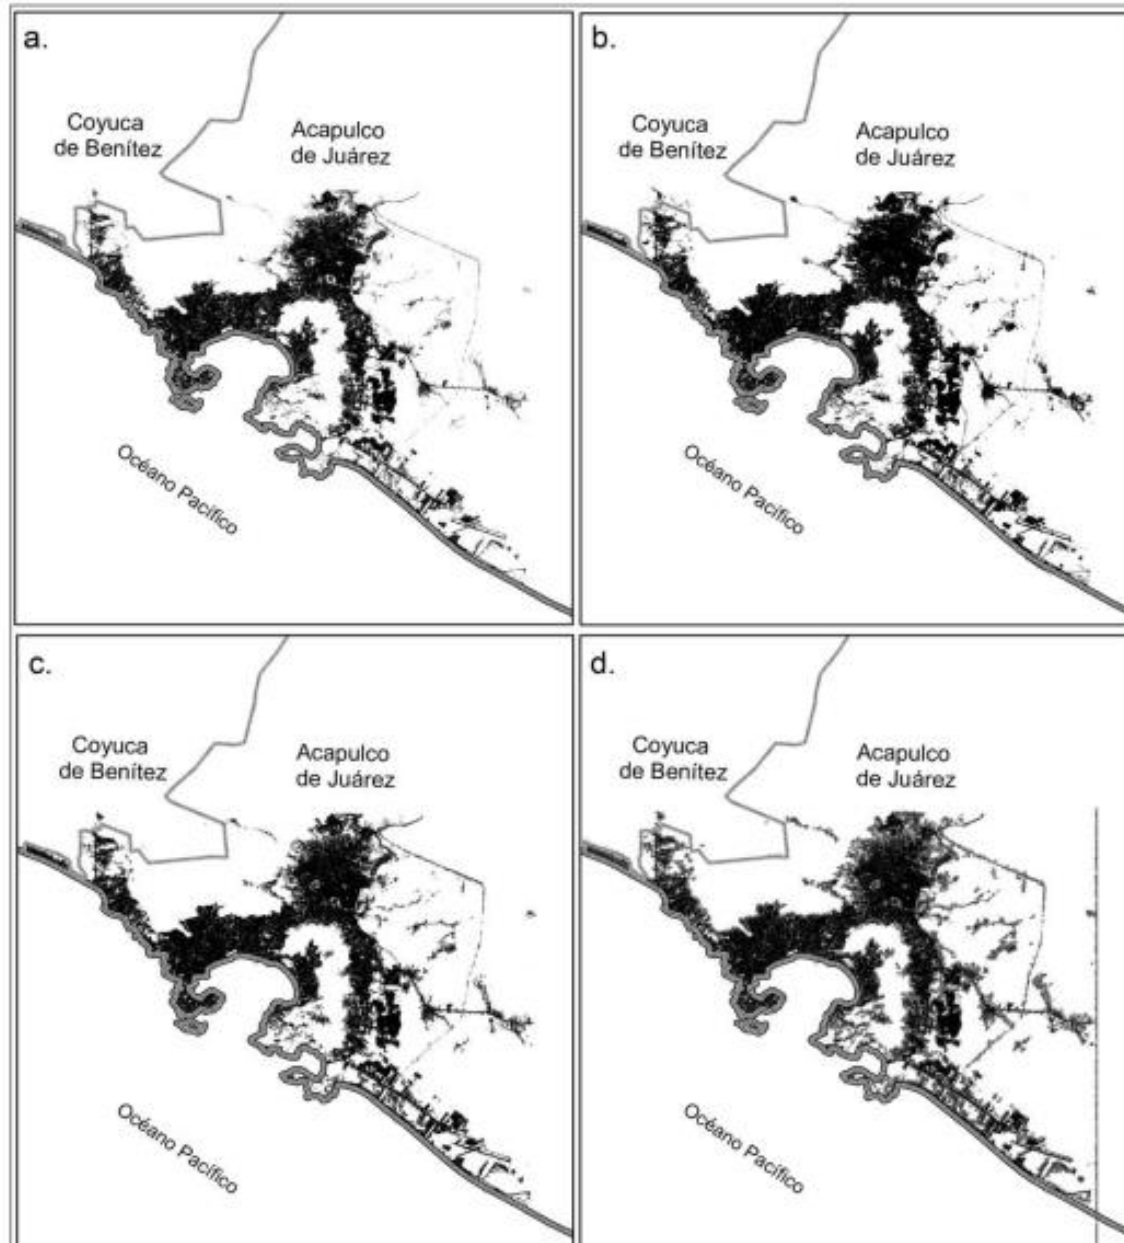 a.
Coyuca
de Benítez
Acapulco
de Juárez
Océano Pacífico
b.
Coyuca
de Benítez
Acapulco
de Juárez
Océano Pacífico
c.
Coyuca
de Benítez
Acapulco
de Juárez
Océano Pacífico
d.
Coyuca
de Benítez
Acapulco
de Juárez
Océano Pacífico